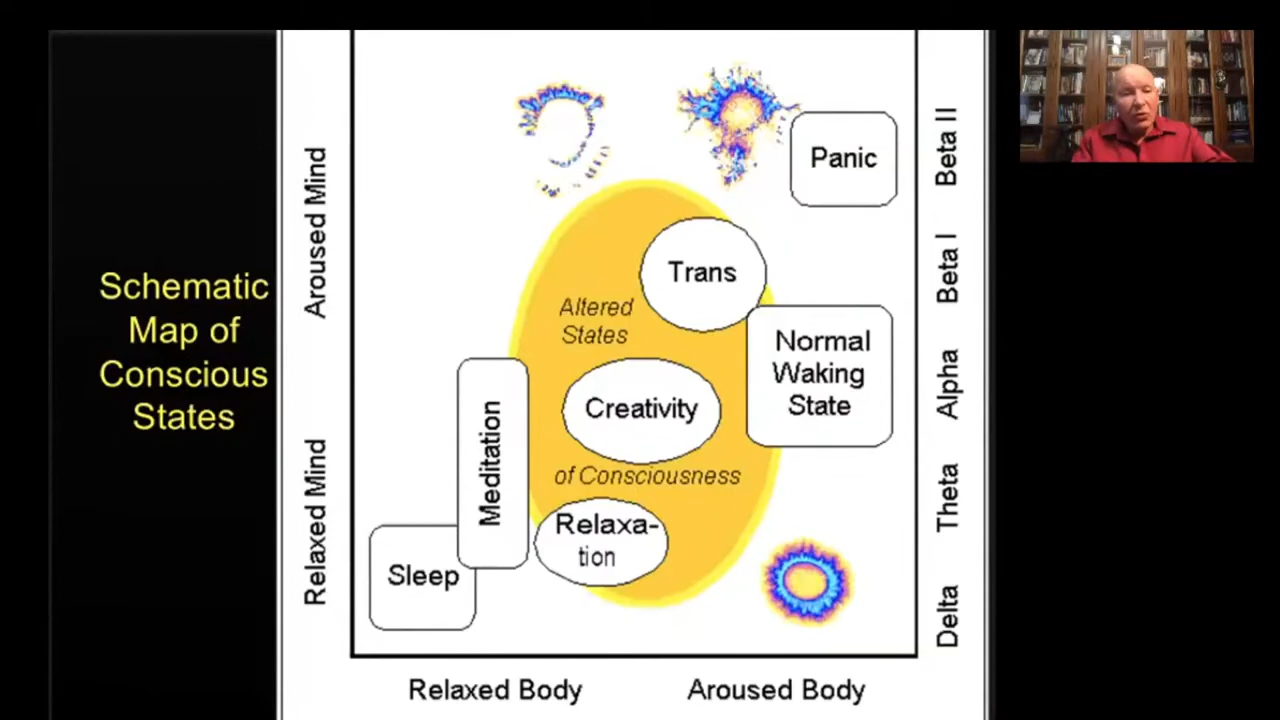 Schematic
Map of
Conscious
States
Aroused Mind
Relaxed Mind
Panic
Trans
Altered
States
Normal
Waking
State
Creativity
Meditation
of Consciousness
Relaxa-
tion
Sleep
Beta II
Beta I
Alpha
Theta
Delta
Relaxed Body
Aroused Body